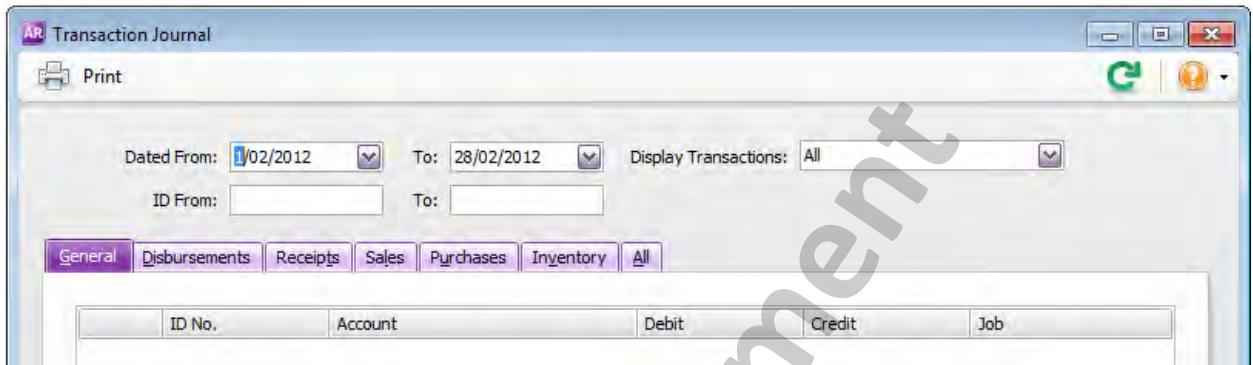 AR Transaction Journal
Print
Dated From: 1/02/2012 To: 28/02/2012 Display Transactions: All
ID From: To:
General Disbursements Receipts Sales Purchases Inventory All
ID No. Account Debit Credit Job